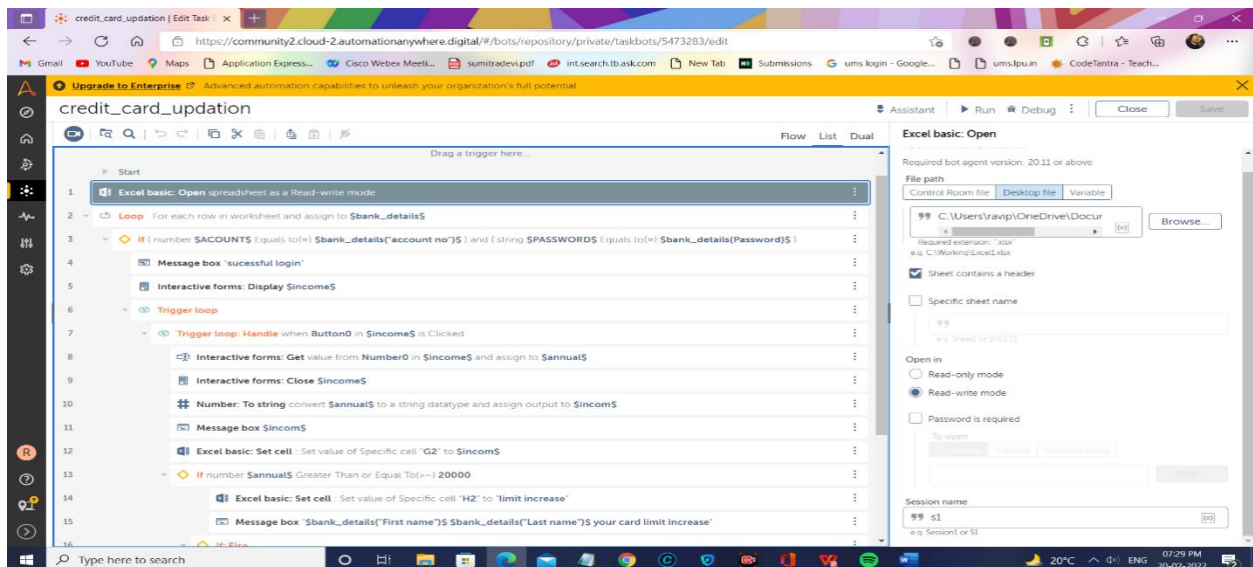 credit_card_updation | Edit Task
https://community2.cloud-2.automationanywhere.digital/#/bots/repository/private/taskbots/5473283/edit
Gmail YouTube Maps Application Express... Cisco Webex Meeti... sumitradevi.pdf int.search.tb.ask.com New Tab Submissions ums login - Google... ums.lpu.in CodeTantra - Teach...
Upgrade to Enterprise Advanced automation capabilities to unleash your organization's full potential.
credit_card_updation
Assistant Run Debug Close Save
Flow List Dual
Excel basic: Open
Drag a trigger here...
Start
1 Excel basic: Open spreadsheet as a Read-write mode
2 Loop For each row in worksheet and assign to $bank_details$
3 If ( number $ACOUNT$ Equals to(=) $bank_details("account no")$ ) and ( string $PASSWORD$ Equals to(=) $bank_details(Password)$ )
4 Message box "sucessful login"
5 Interactive forms: Display $income$
6 Trigger loop
7 Trigger loop: Handle when Button0 in $income$ is Clicked
8 Interactive forms: Get value from Number0 in $income$ and assign to $annual$
9 Interactive forms: Close $income$
10 Number: To string convert $annual$ to a string datatype and assign output to $incom$
11 Message box $incom$
12 Excel basic: Set cell : Set value of Specific cell "G2" to $incom$
13 If number $annual$ Greater Than or Equal To(>=) 20000
14 Excel basic: Set cell : Set value of Specific cell "H2" to "limit increase"
15 Message box "$bank_details("First name")$ $bank_details("Last name")$ your card limit increase"
16 If: Else
Required bot agent version: 20.11 or above
File path
Control Room file Desktop file Variable
C:\Users\ravip\OneDrive\Docur
(x) Browse...
Required extension: ".xlsx"
e.g. C:\Working\Excel1.xlsx
Sheet contains a header
Specific sheet name
e.g. Sheet1 or SHEET2
Open in
Read-only mode
Read-write mode
Password is required
To open
Session name
s1 (x)
e.g. Session1 or S1
R
Type here to search
20°C ENG 07:29 PM
20-02-2022